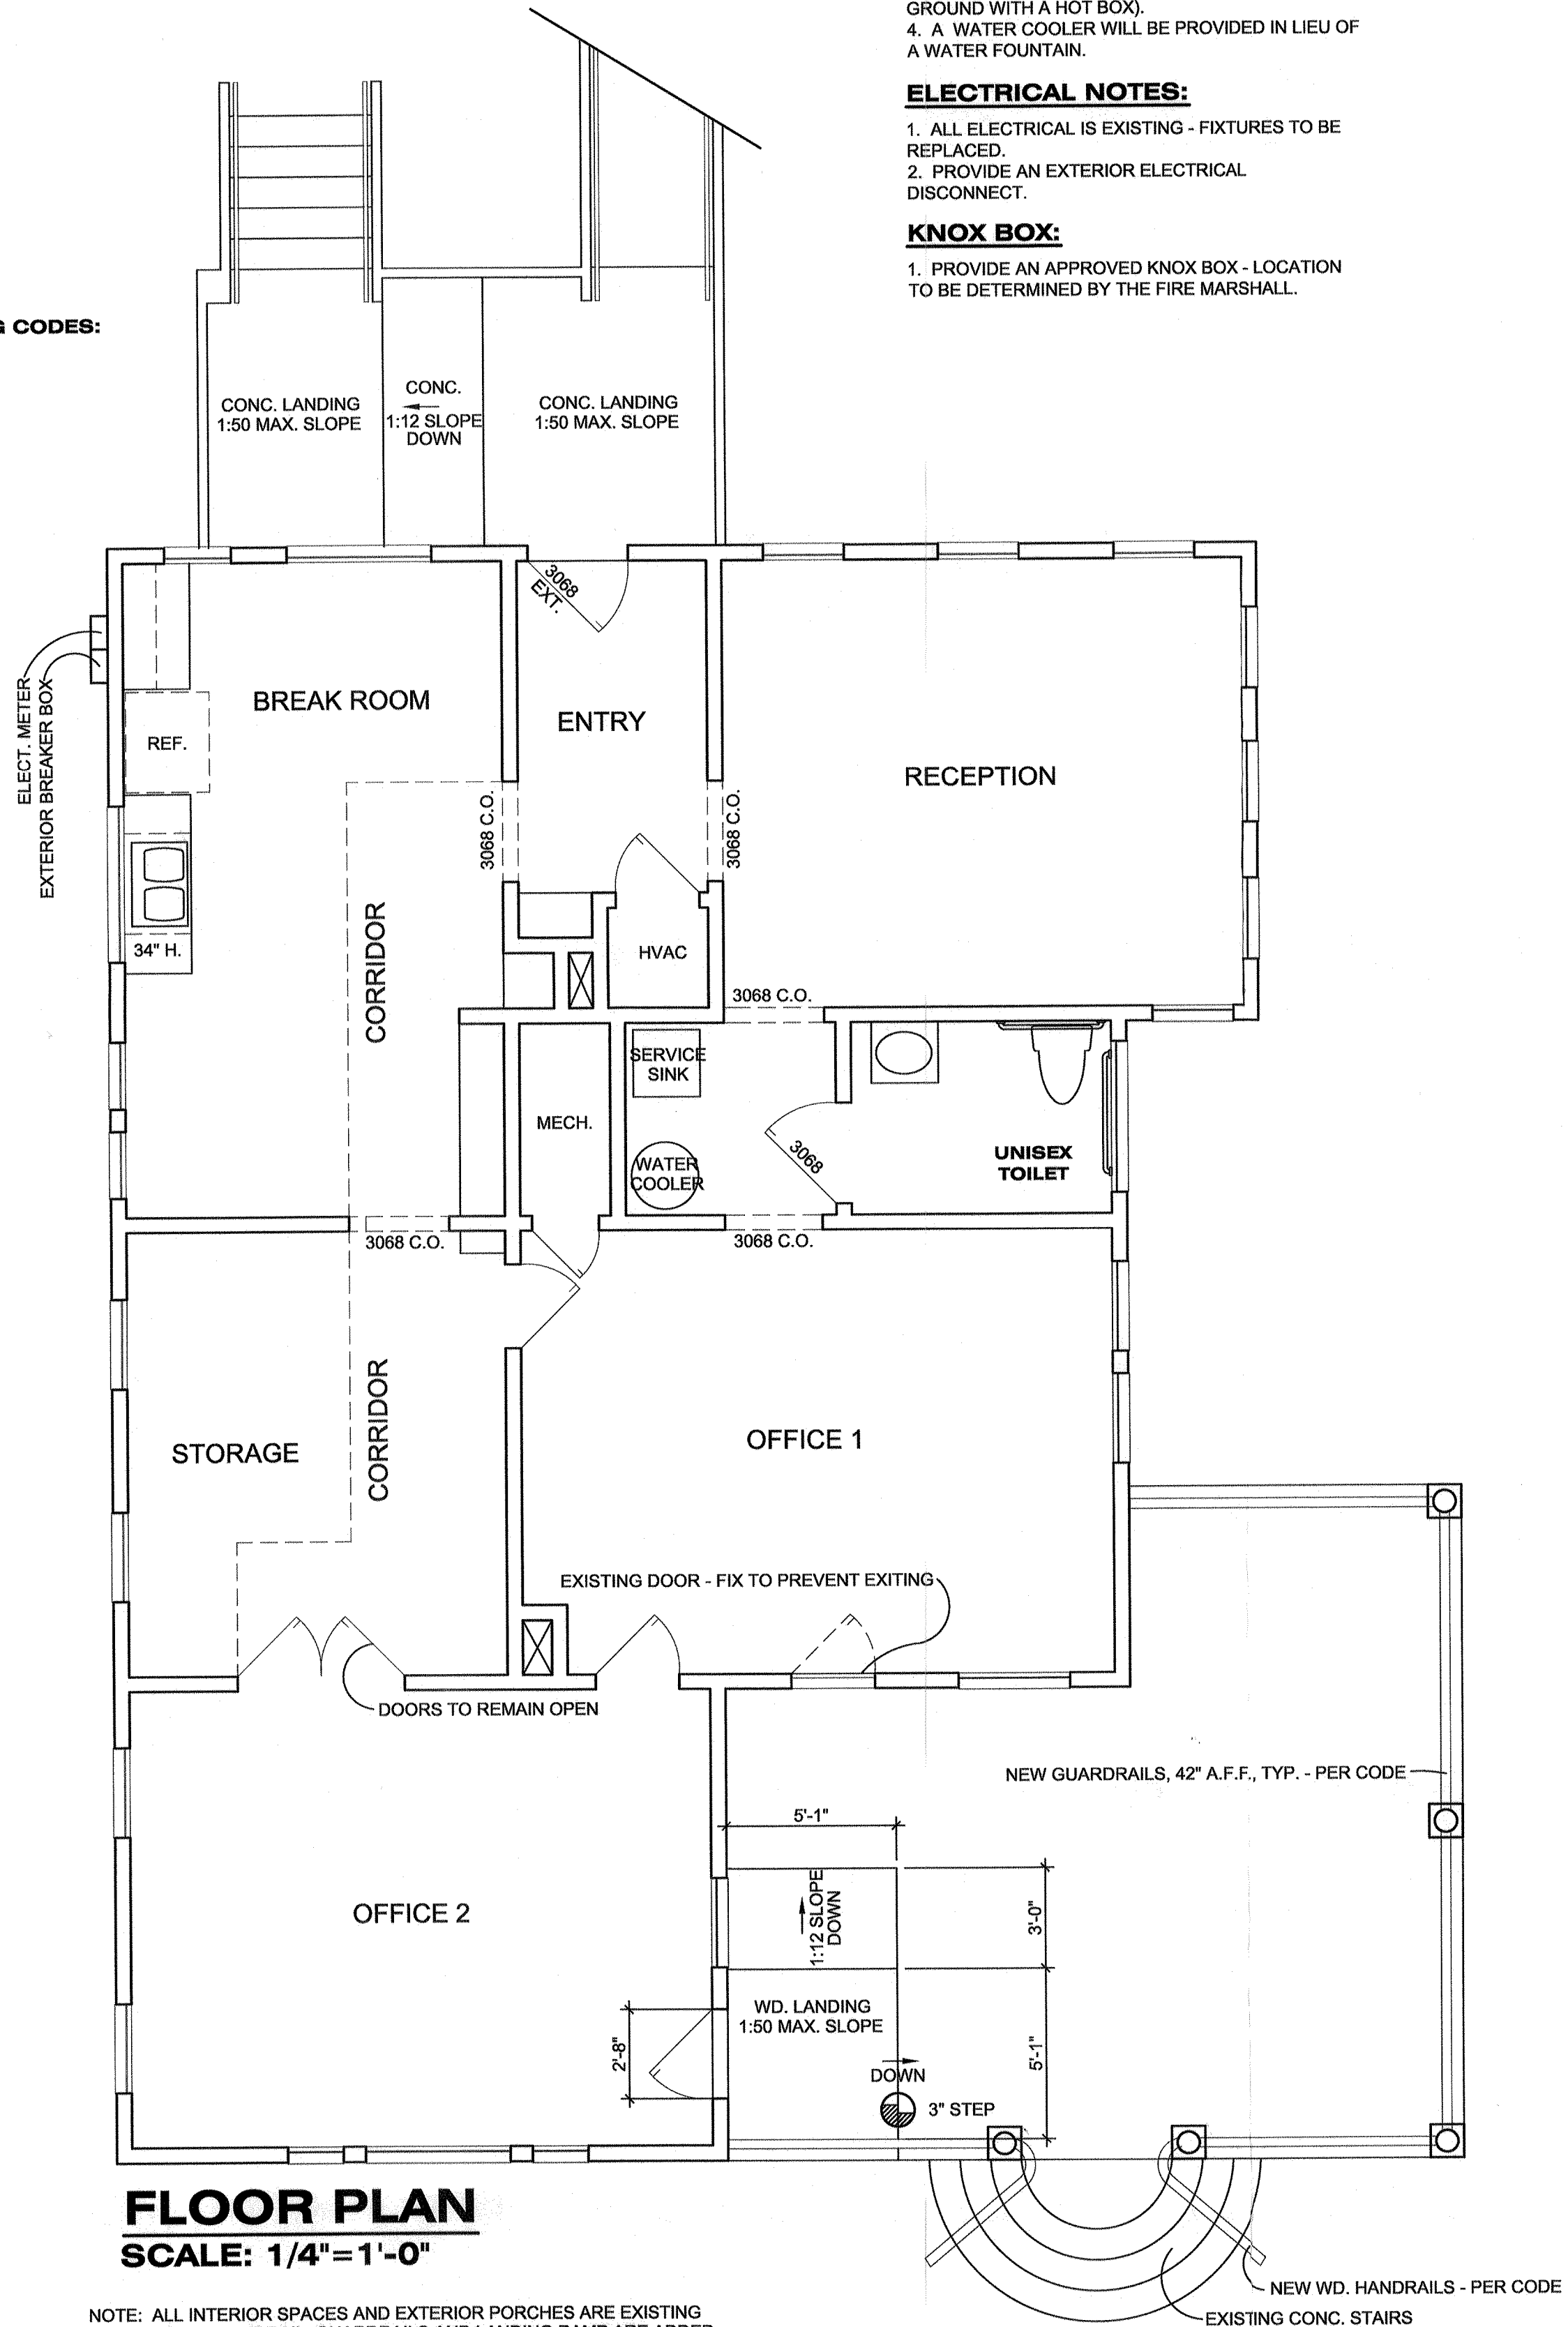 GROUND WITH A HOT BOX).
4. A WATER COOLER WILL BE PROVIDED IN LIEU OF
A WATER FOUNTAIN.
ELECTRICAL NOTES:
1. ALL ELECTRICAL IS EXISTING - FIXTURES TO BE
REPLACED.
2. PROVIDE AN EXTERIOR ELECTRICAL
DISCONNECT.
KNOX BOX:
1. PROVIDE AN APPROVED KNOX BOX - LOCATION
TO BE DETERMINED BY THE FIRE MARSHALL.
CODES:
CONC. LANDING
1:50 MAX. SLOPE
CONC.
1:12 SLOPE
DOWN
CONC. LANDING
1:50 MAX. SLOPE
3068
EXT.
ELECT. METER
EXTERIOR BREAKER BOX
BREAK ROOM
REF.
ENTRY
RECEPTION
3068 C.O.
3068 C.O.
34" H.
CORRIDOR
HVAC
3068 C.O.
SERVICE
SINK
MECH.
WATER
COOLER
3068
UNISEX
TOILET
3068 C.O.
3068 C.O.
STORAGE
CORRIDOR
OFFICE 1
EXISTING DOOR - FIX TO PREVENT EXITING
DOORS TO REMAIN OPEN
NEW GUARDRAILS, 42" A.F.F., TYP. - PER CODE
5'-1"
OFFICE 2
1:12 SLOPE
DOWN
3'-0"
WD. LANDING
1:50 MAX. SLOPE
2'-8"
5'-1"
DOWN
3" STEP
FLOOR PLAN
SCALE: 1/4"=1'-0"
NEW WD. HANDRAILS - PER CODE
EXISTING CONC. STAIRS
NOTE: ALL INTERIOR SPACES AND EXTERIOR PORCHES ARE EXISTING